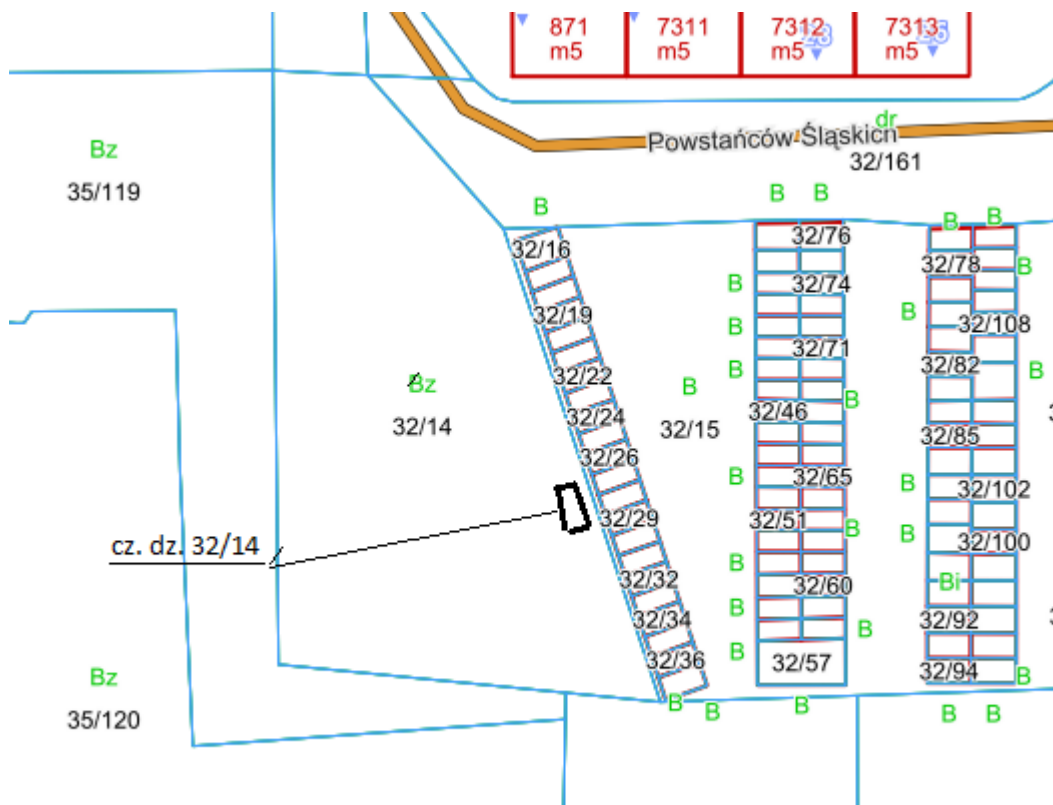 871
m5
7311
m5
7312
m5
7313
m5
dr
Powstańców Śląskich
32/161
Bz
35/119
B
B
B
B
B
32/16
32/76
32/78
B
B
32/74
32/19
B
32/108
B
32/71
32/22
B
32/82
B
Bz
B
32/14
32/24
32/15
32/46
B
32/85
32/26
B
32/65
B
32/102
32/29
32/51
B
B
32/100
cz. dz. 32/14
B
32/32
32/60
Bi
B
32/34
B
32/92
32/36
B
32/57
32/94
B
Bz
35/120
B
B
B
B
B